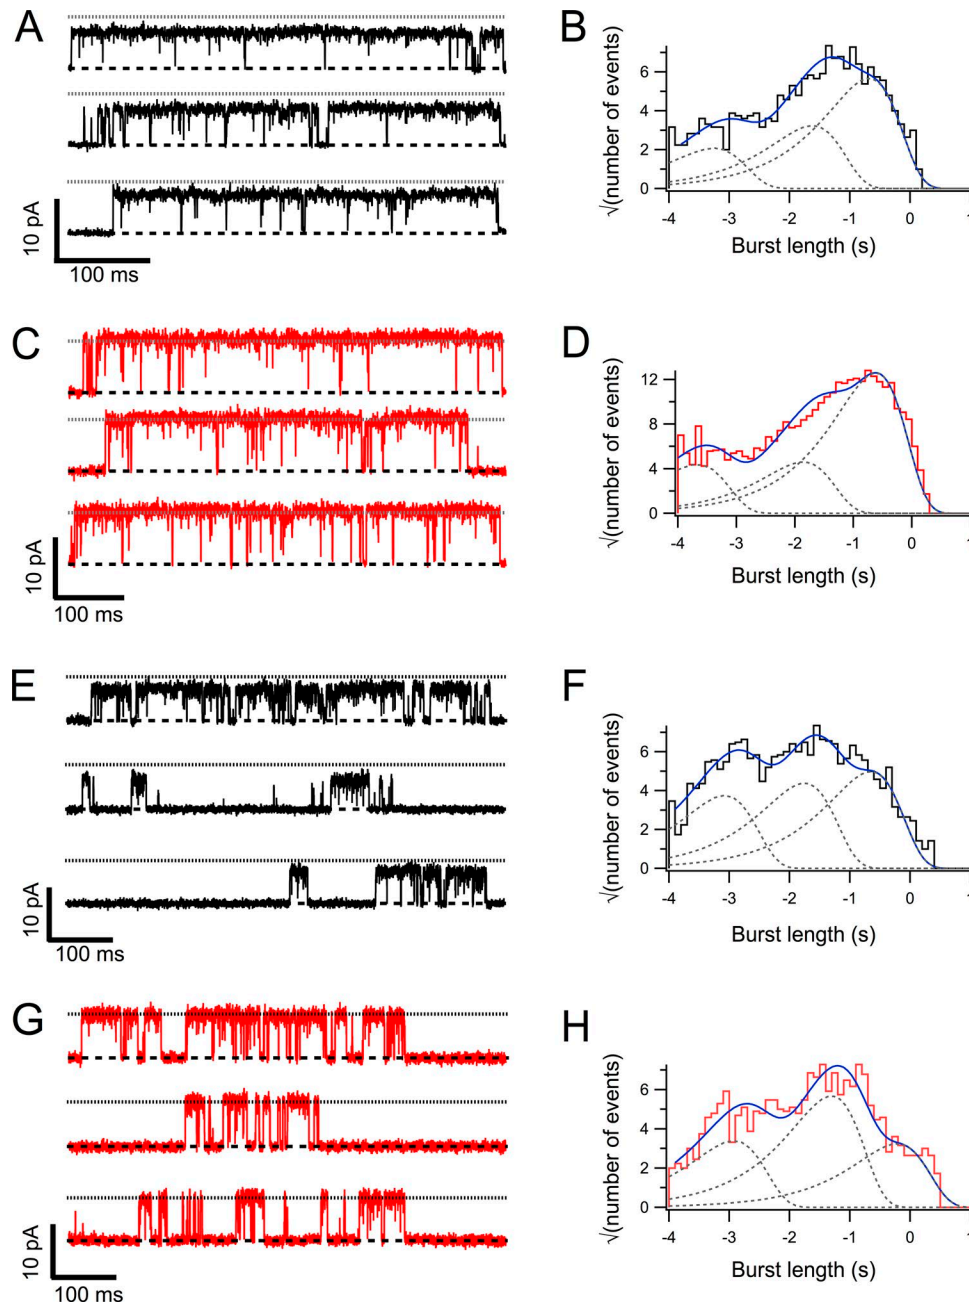 A
10 pA
100 ms
B
√(number of events)
6
4
2
0
-4 -3 -2 -1 0 1
Burst length (s)
C
10 pA
100 ms
D
√(number of events)
12
8
4
0
-4 -3 -2 -1 0 1
Burst length (s)
E
10 pA
100 ms
F
√(number of events)
6
4
2
0
-4 -3 -2 -1 0 1
Burst length (s)
G
10 pA
100 ms
H
√(number of events)
6
4
2
0
-4 -3 -2 -1 0 1
Burst length (s)